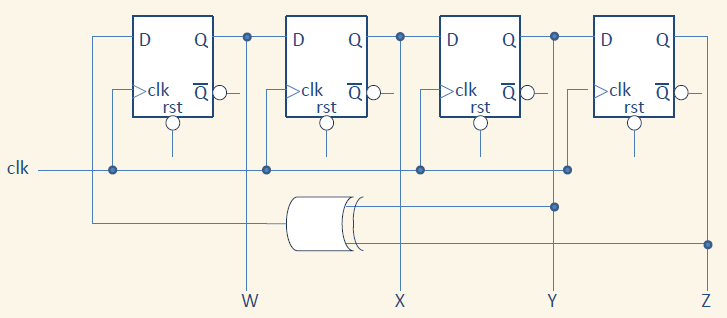 D Q D Q D Q D Q
clk Q̅ clk Q̅ clk Q̅ clk Q̅
rst rst rst rst
clk
W X Y Z